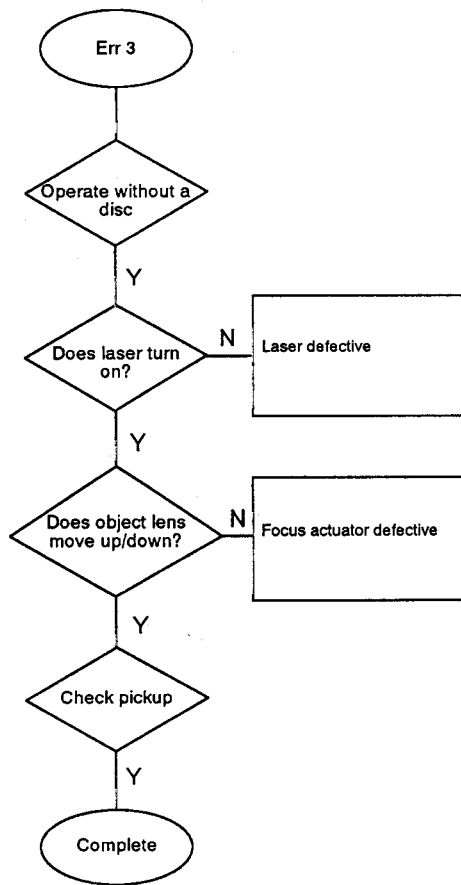 Err 3
Operate without a
disc
Y
Does laser turn
on?
N
Laser defective
Y
Does object lens
move up/down?
N
Focus actuator defective
Y
Check pickup
Y
Complete